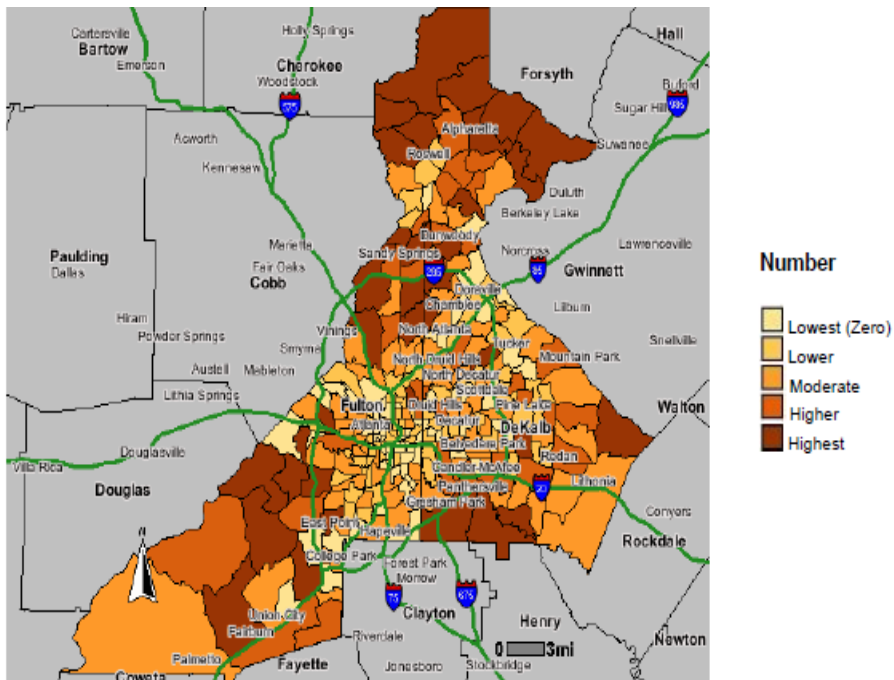 Cartersville
Bartow
Emerson
Holly Springs
Cherokee
Woodstock
575
Hall
Forsyth
Buford
985
Sugar Hill
Acworth
Alpharetta
Suwanee
Kennesaw
Roswell
Duluth
Berkeley Lake
Marietta
Dunwoody
Paulding
Dallas
Fair Oaks
Cobb
Sandy Springs
285
Norcross
85
Gwinnett
Lawrenceville
Doraville
Chamblee
Lilburn
Hiram
Powder Springs
Vinings
Smyrna
North Atlanta
Tucker
Snellville
Austell
Mableton
North Druid Hills
North Decatur
Scottdale
Mountain Park
Lithia Springs
Fulton
Atlanta
Druid Hills
Decatur
Pine Lake
DeKalb
Walton
Douglasville
Villa Rica
Belvedere Park
Candler-McAfee
Redan
Douglas
Panthersville
20
Lithonia
Gresham Park
Conyers
East Point
Hapeville
Rockdale
N
College Park
Forest Park
Morrow
75
675
Clayton
Union City
Fairburn
Henry
Riverdale
0 3mi
Newton
Palmetto
Fayette
Jonesboro
Stockbridge
Coweta
Number
Lowest (Zero)
Lower
Moderate
Higher
Highest